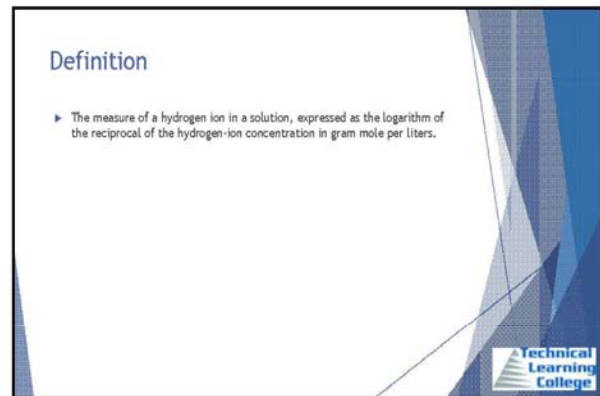 Definition
The measure of a hydrogen ion in a solution, expressed as the logarithm of
the reciprocal of the hydrogen-ion concentration in gram mole per liters.
Technical
Learning
College